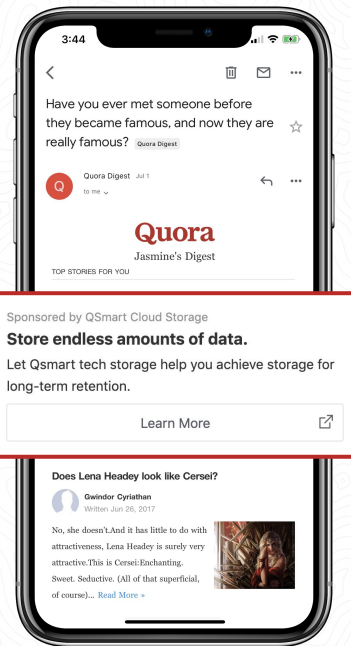 3:44
Have you ever met someone before
they became famous, and now they are
really famous? Quora Digest
Q
Quora Digest Jul 1
to me
Quora
Jasmine's Digest
TOP STORIES FOR YOU
Sponsored by QSmart Cloud Storage
Store endless amounts of data.
Let Qsmart tech storage help you achieve storage for
long-term retention.
Learn More
Does Lena Headey look like Cersei?
Gwindor Cyriathan
Written Jun 26, 2017
No, she doesn't.And it has little to do with
attractiveness, Lena Headey is surely very
attractive.This is Cersei:Enchanting.
Sweet. Seductive. (All of that superficial,
of course)... Read More »